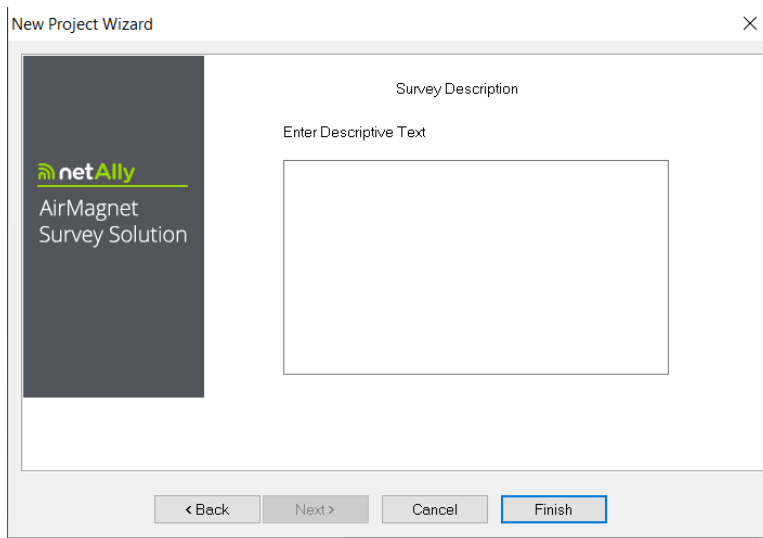 New Project Wizard
netAlly
AirMagnet
Survey Solution
Survey Description
Enter Descriptive Text
< Back
Next >
Cancel
Finish